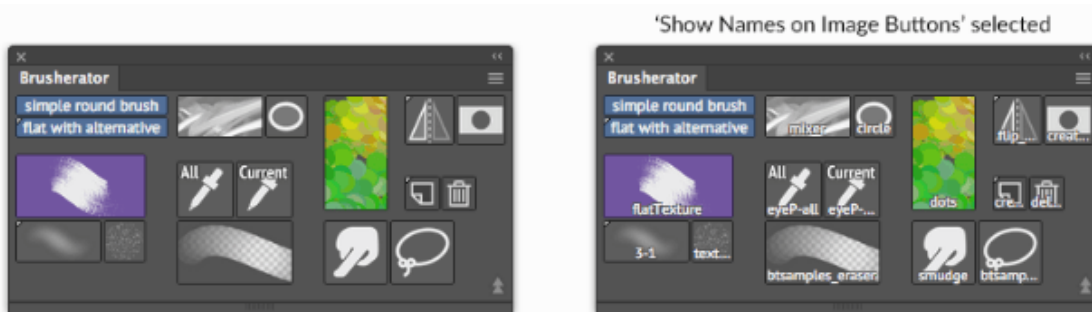 'Show Names on Image Buttons' selected
Brusherator
simple round brush
flat with alternative
All
Current
Brusherator
simple round brush
flat with alternative
mixer
circle
flip_...
creat...
flatTexture
All
Current
eyeP-all
eyeP-...
dots
cre...
del...
3-1
text...
btsamples_eraser
smudge
btsamp...